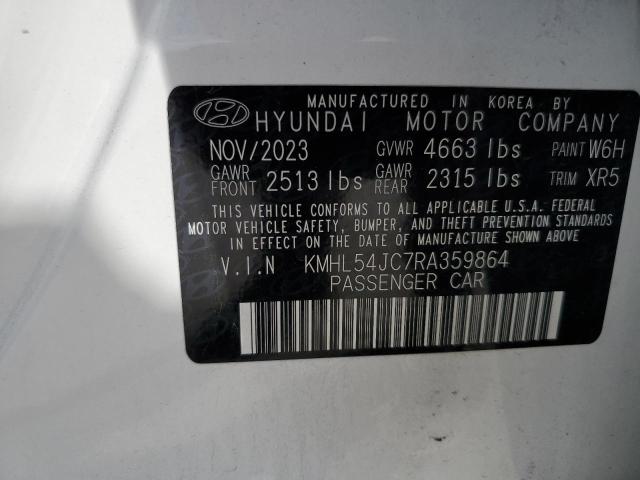 MANUFACTURED IN KOREA BY
HYUNDAI MOTOR COMPANY
NOV/2023 GVWR 4663 lbs PAINT W6H
GAWR FRONT 2513 lbs GAWR REAR 2315 lbs TRIM XR5
THIS VEHICLE CONFORMS TO ALL APPLICABLE U.S.A. FEDERAL
MOTOR VEHICLE SAFETY, BUMPER, AND THEFT PREVENTION STANDARDS
IN EFFECT ON THE DATE OF MANUFACTURE SHOWN ABOVE
V.I.N KMHL54JC7RA359864
PASSENGER CAR